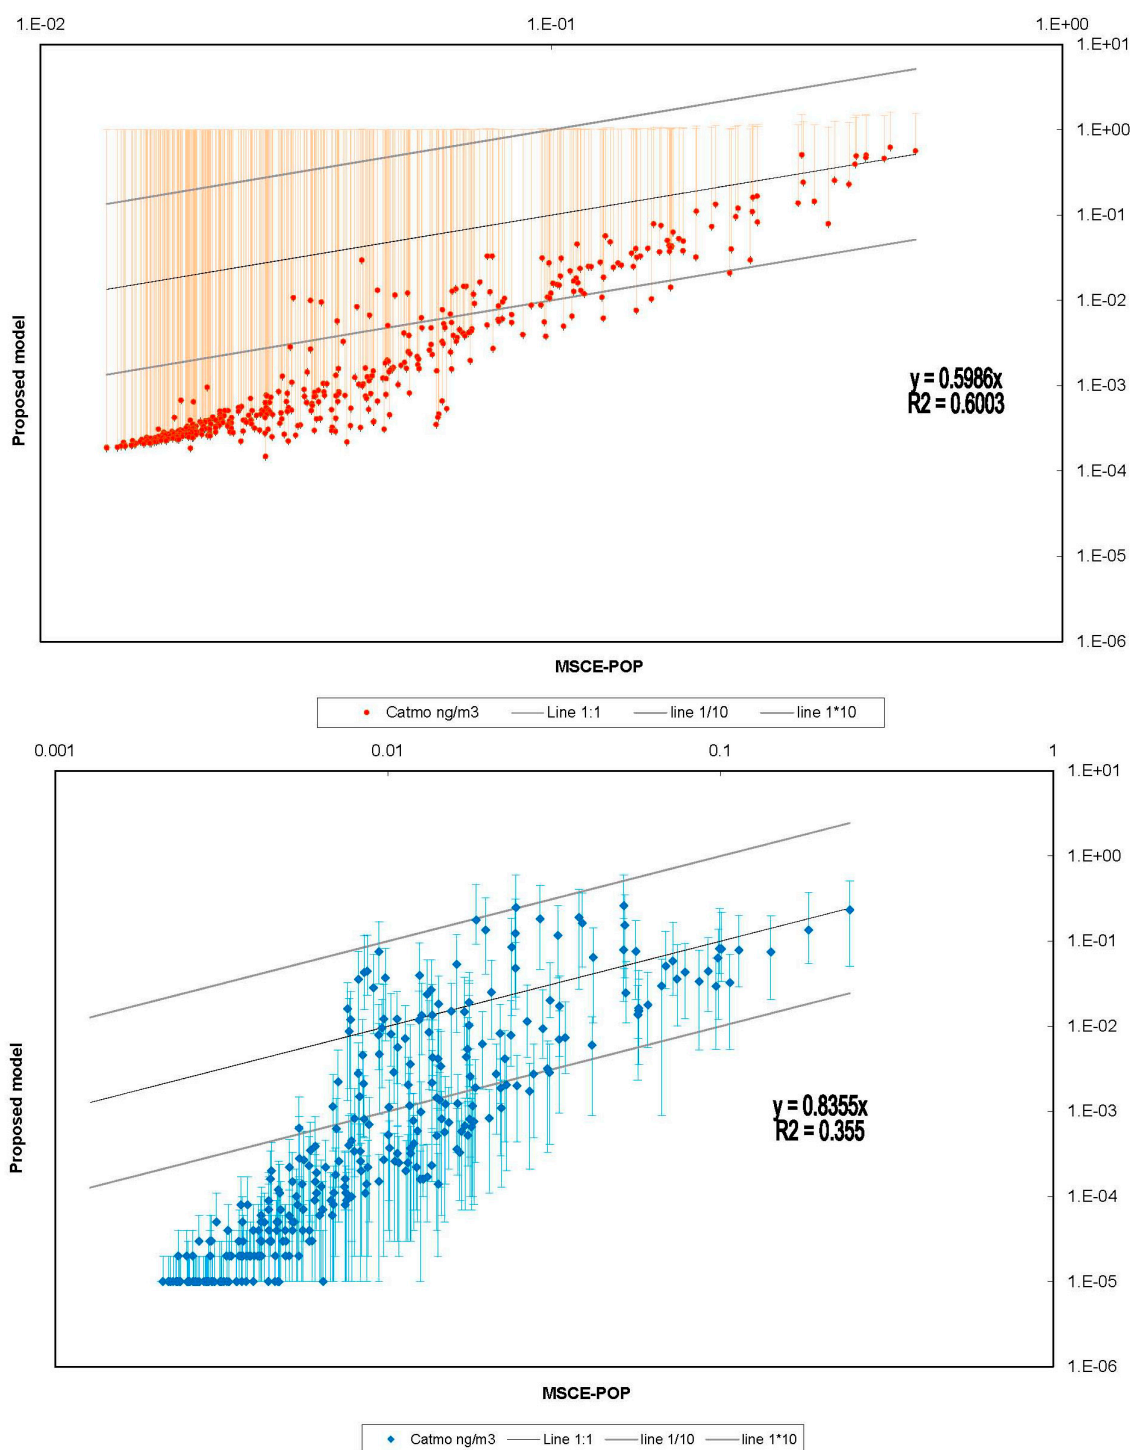 1.E-02 1.E-01 1.E+00
1.E+01
1.E+00
1.E-01
1.E-02
1.E-03
1.E-04
1.E-05
1.E-06
Proposed model
y = 0.5986x
R2 = 0.6003
MSCE-POP
Catmo ng/m3 Line 1:1 line 1/10 line 1*10
0.001 0.01 0.1 1
1.E+01
1.E+00
1.E-01
1.E-02
1.E-03
1.E-04
1.E-05
1.E-06
Proposed model
y = 0.8355x
R2 = 0.355
MSCE-POP
Catmo ng/m3 Line 1:1 line 1/10 line 1*10